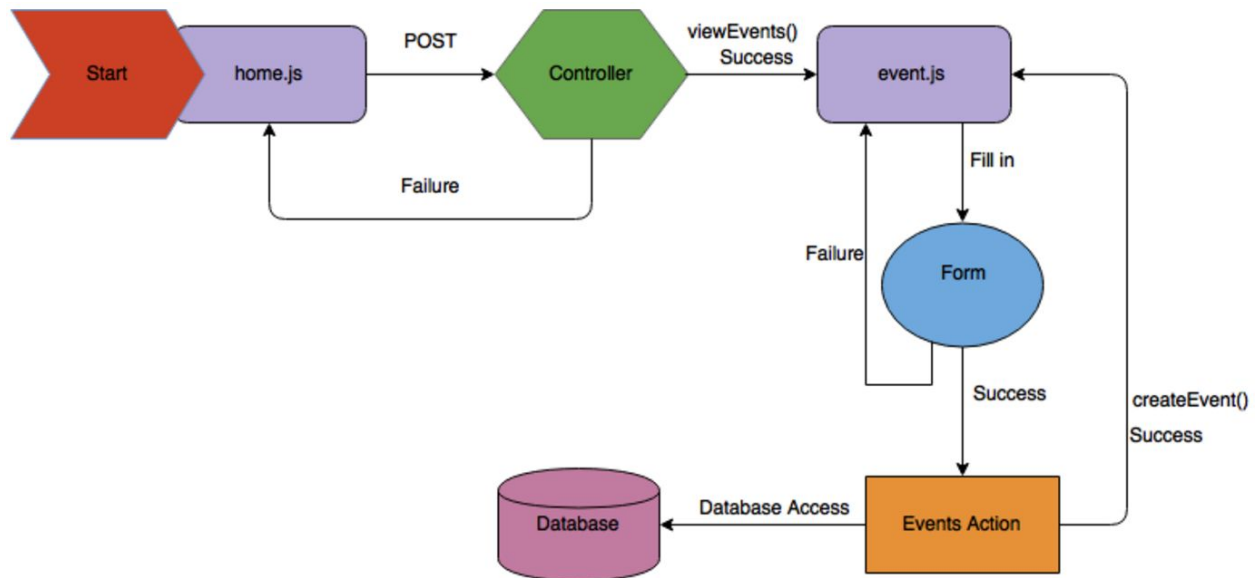 Start
home.js
POST
Controller
viewEvents()
Success
event.js
Failure
Fill in
Failure
Form
Success
createEvent()
Success
Database
Database Access
Events Action